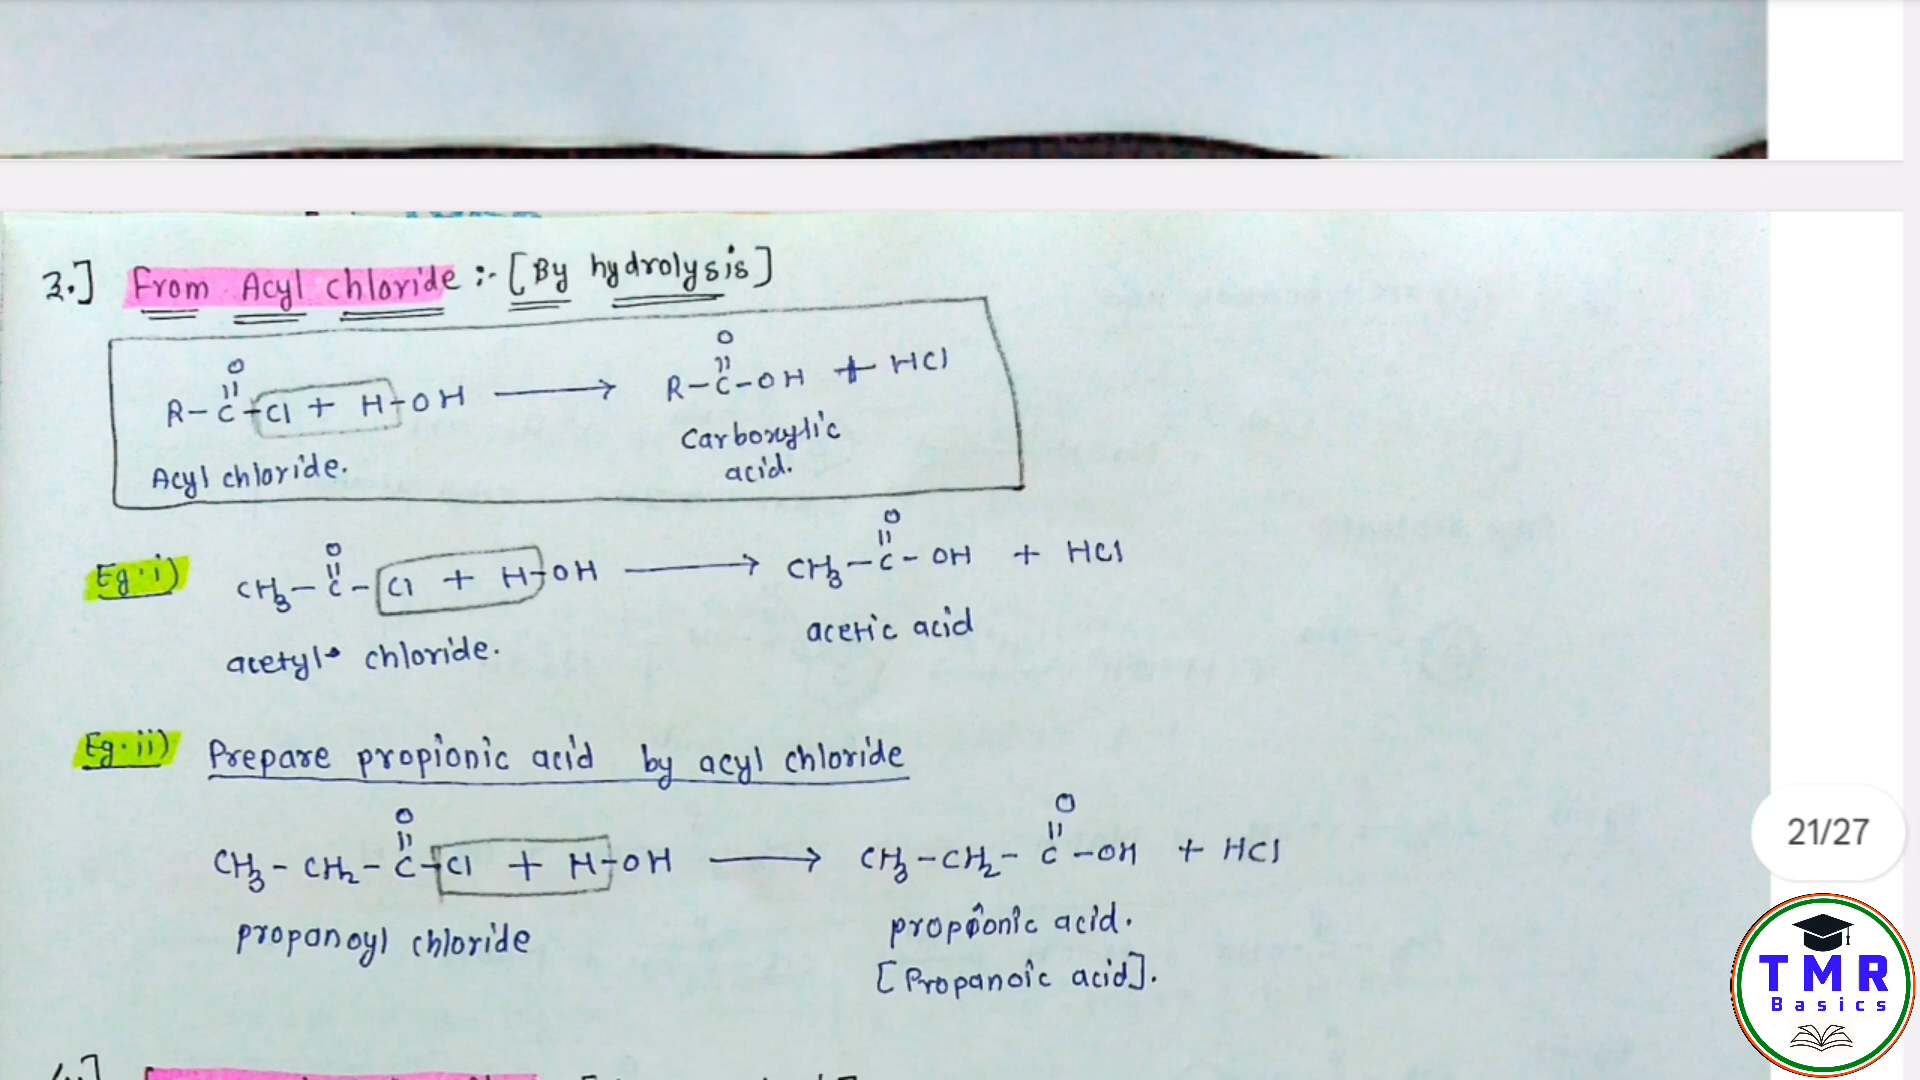 3.] From Acyl chloride :- [By hydrolysis]
O
||
R-C-Cl + H-OH ⟶ R-C-OH + HCl
O
||
Acyl chloride.
Carboxylic
acid.
Eg. i)
O
||
CH₃-C-Cl + H-OH ⟶ CH₃-C-OH + HCl
O
||
acetyl chloride.
acetic acid
Eg. ii) Prepare propionic acid by acyl chloride
O
||
CH₃-CH₂-C-Cl + H-OH ⟶ CH₃-CH₂-C-OH + HCl
O
||
propanoyl chloride
propionic acid.
[Propanoic acid].
21/27
TMR
Basics